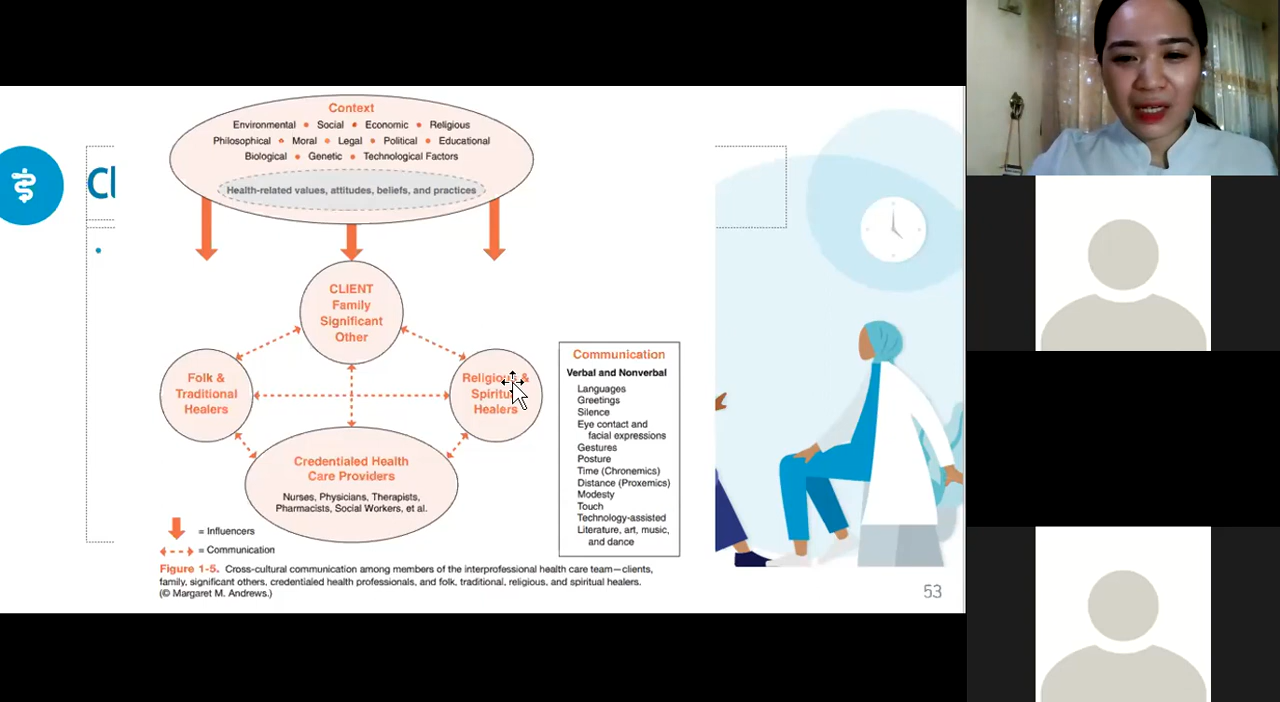 Context
Environmental • Social • Economic • Religious
Philosophical • Moral • Legal • Political • Educational
Biological • Genetic • Technological Factors
Health-related values, attitudes, beliefs, and practices
Cl
•
CLIENT
Family
Significant
Other
Folk &
Traditional
Healers
Religious &
Spiritual
Healers
Credentialed Health
Care Providers
Nurses, Physicians, Therapists,
Pharmacists, Social Workers, et al.
Communication
Verbal and Nonverbal
Languages
Greetings
Silence
Eye contact and
facial expressions
Gestures
Posture
Time (Chronemics)
Distance (Proxemics)
Modesty
Touch
Technology-assisted
Literature, art, music,
and dance
= Influencers
= Communication
Figure 1-5. Cross-cultural communication among members of the interprofessional health care team—clients,
family, significant others, credentialed health professionals, and folk, traditional, religious, and spiritual healers.
(© Margaret M. Andrews.)
53